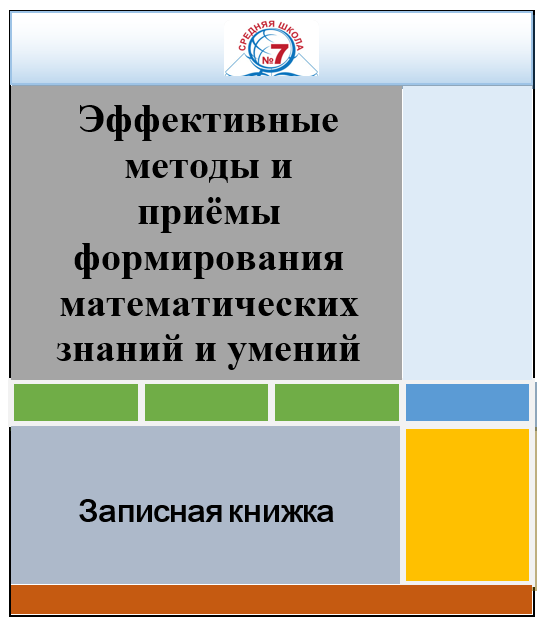 СРЕДНЯЯ ШКОЛА
№7
Эффективные
методы и
приёмы
формирования
математических
знаний и умений
Записная книжка